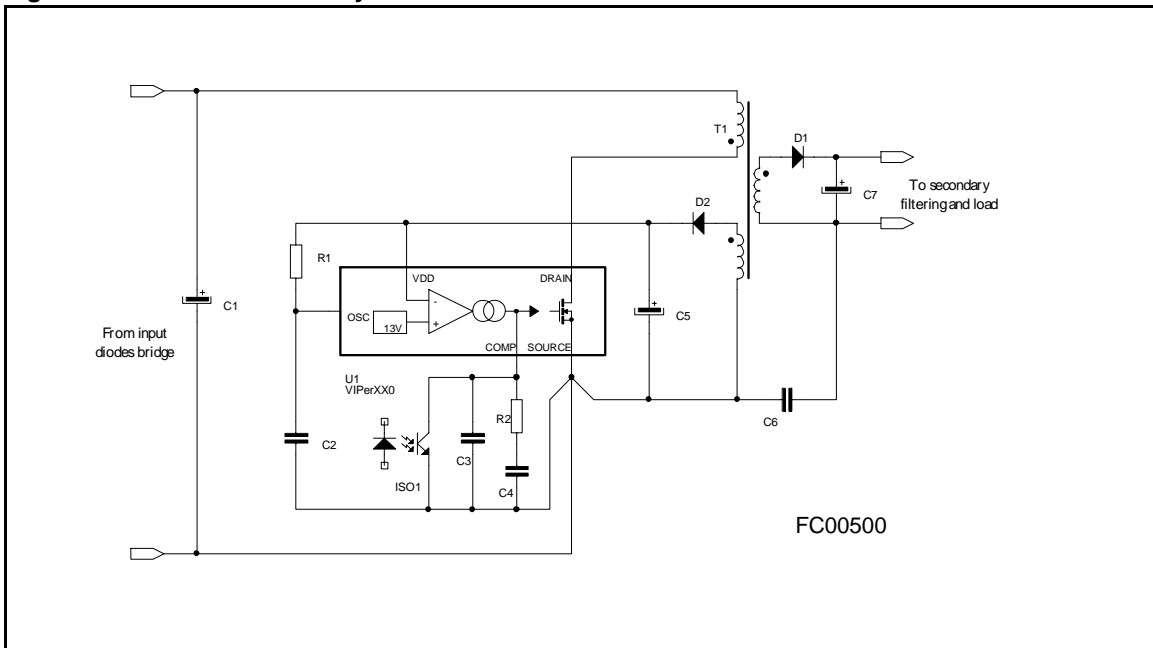 T1
D1
C7
To secondary
filtering and load
D2
R1
VDD
DRAIN
-
+
OSC
13V
COMP
SOURCE
C1
+
C5
+
+
From input
diodes bridge
U1
VIPerXX0
R2
C6
C2
C3
ISO1
C4
FC00500